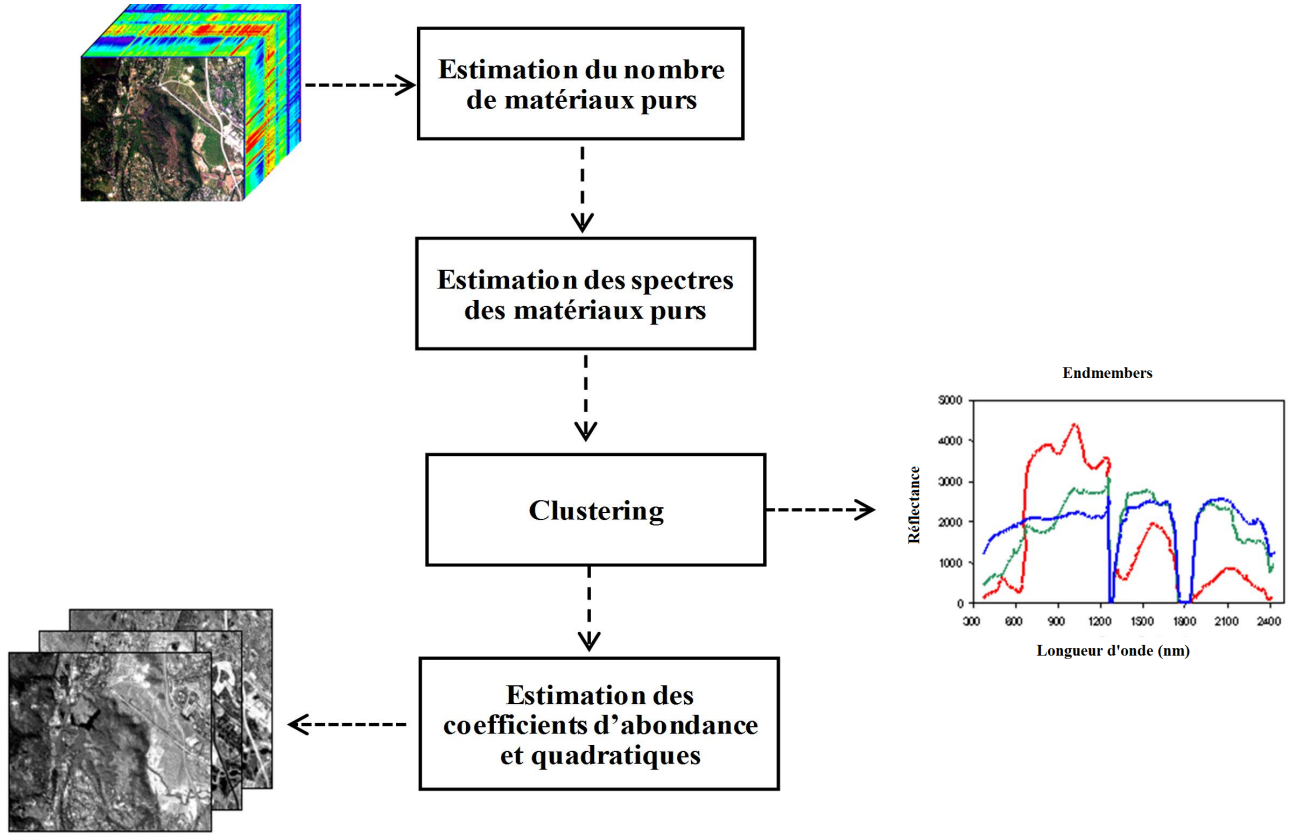 Estimation du nombre
de matériaux purs
Estimation des spectres
des matériaux purs
Clustering
Endmembers
Réflectance
5000
4000
3000
2000
1000
0
300 600 900 1200 1500 1800 2100 2400
Longueur d'onde (nm)
Estimation des
coefficients d'abondance
et quadratiques